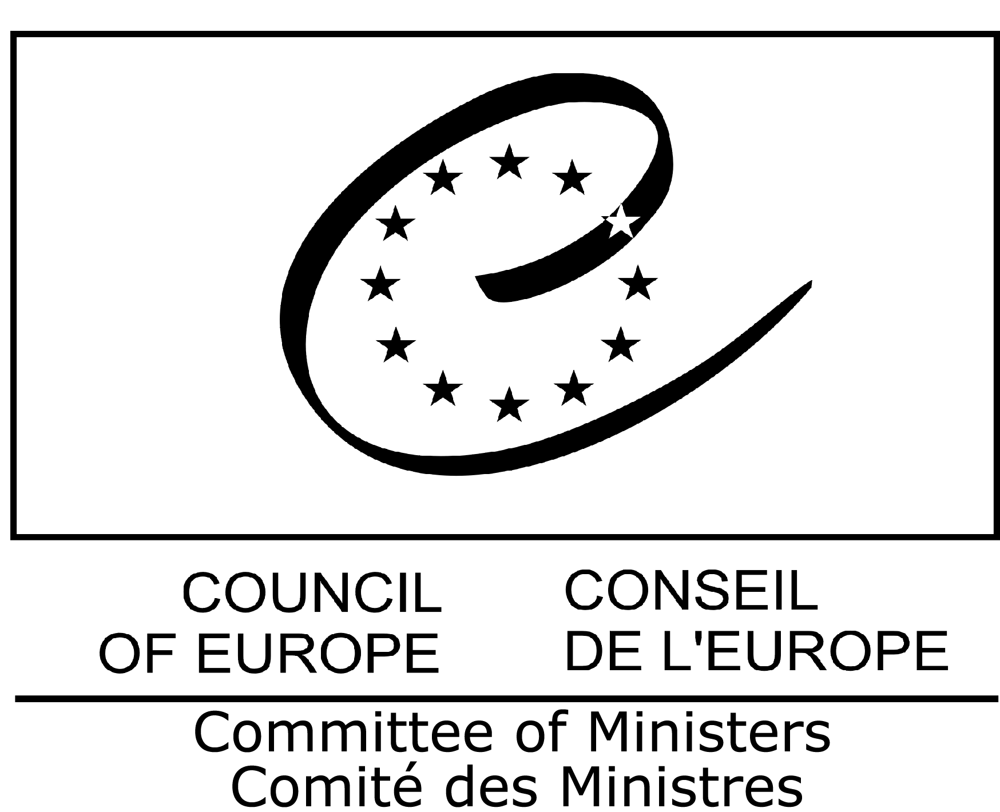 COUNCIL
OF EUROPE
CONSEIL
DE L'EUROPE
Committee of Ministers
Comité des Ministres